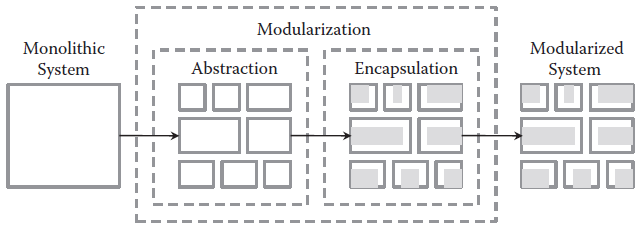 Modularization
Monolithic
System
Abstraction
Encapsulation
Modularized
System